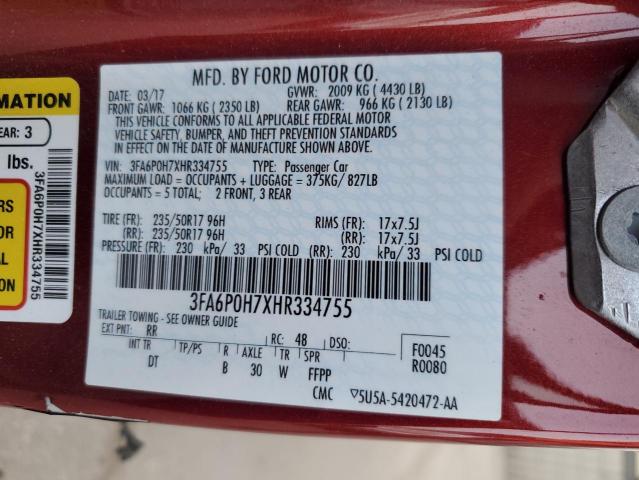 MFD. BY FORD MOTOR CO.
DATE: 03/17 GVWR: 2009 KG ( 4430 LB)
FRONT GAWR: 1066 KG ( 2350 LB) REAR GAWR: 966 KG ( 2130 LB)
THIS VEHICLE CONFORMS TO ALL APPLICABLE FEDERAL MOTOR
VEHICLE SAFETY, BUMPER, AND THEFT PREVENTION STANDARDS
IN EFFECT ON THE DATE OF MANUFACTURE SHOWN ABOVE.
VIN: 3FA6P0H7XHR334755 TYPE: Passenger Car
MAXIMUM LOAD = OCCUPANTS + LUGGAGE = 375KG/ 827LB
OCCUPANTS = 5 TOTAL; 2 FRONT, 3 REAR
TIRE (FR): 235/50R17 96H RIMS (FR): 17x7.5J
(RR): 235/50R17 96H (RR): 17x7.5J
PRESSURE (FR): 230 kPa/ 33 PSI COLD (RR): 230 kPa/ 33 PSI COLD
3FA6P0H7XHR334755
TRAILER TOWING - SEE OWNER GUIDE
EXT PNT: RR RC: 48 DSO:
INT TR TP/PS R AXLE TR SPR F0045
DT B 30 W FFPP R0080
CMC ▽5U5A-5420472-AA
RMATION
EAR: 3
lbs.
RS
OR
AL
ION
3FA6P0H7XHR334755